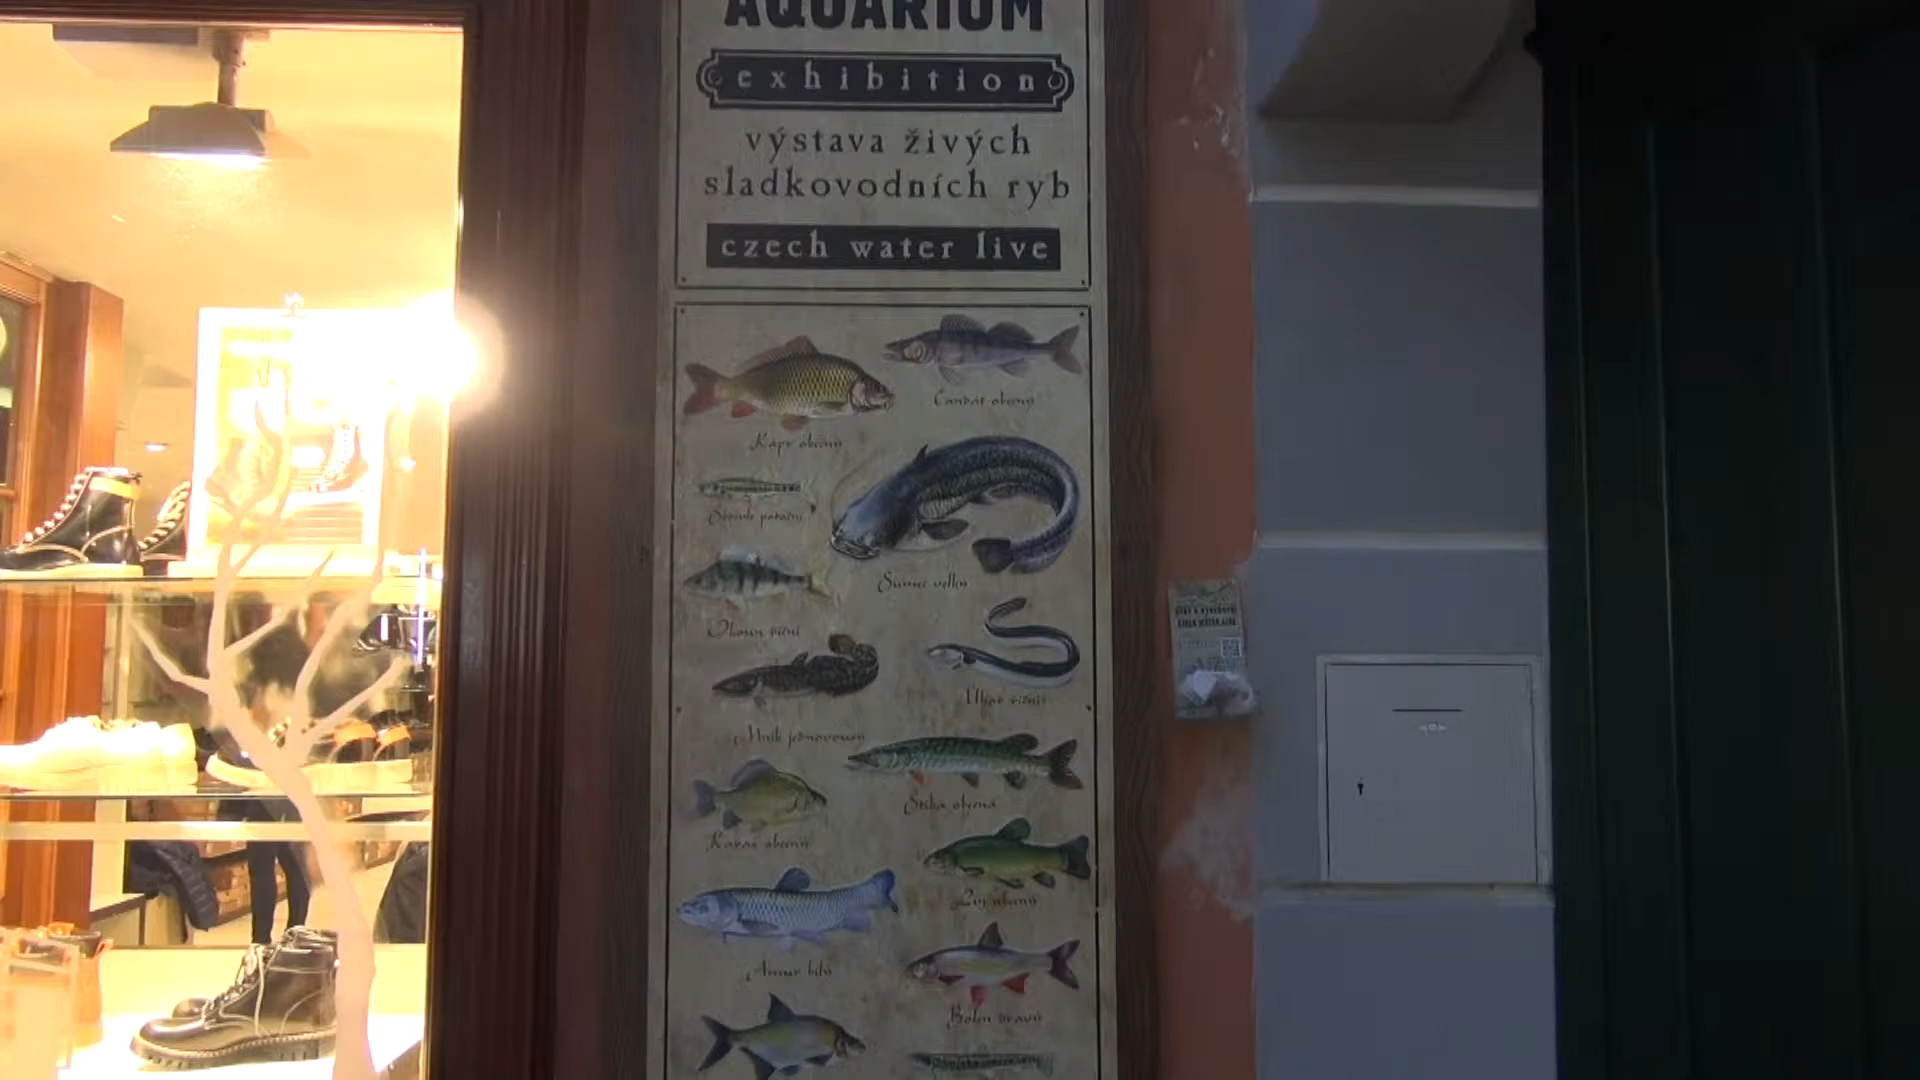 AQUARIUM
exhibition
výstava živých
sladkovodních ryb
czech water live
Candát obecný
Kapr obecný
Sumec velký
Okoun říční
Úhoř říční
Mník jednovousý
Štika obecná
Karas obecný
Lín obecný
Amur bílý
Bolen dravý